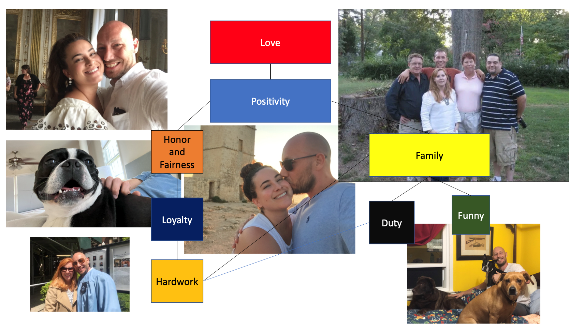 Love
Positivity
Honor
and
Fairness
Family
Loyalty
Duty
Funny
Hardwork